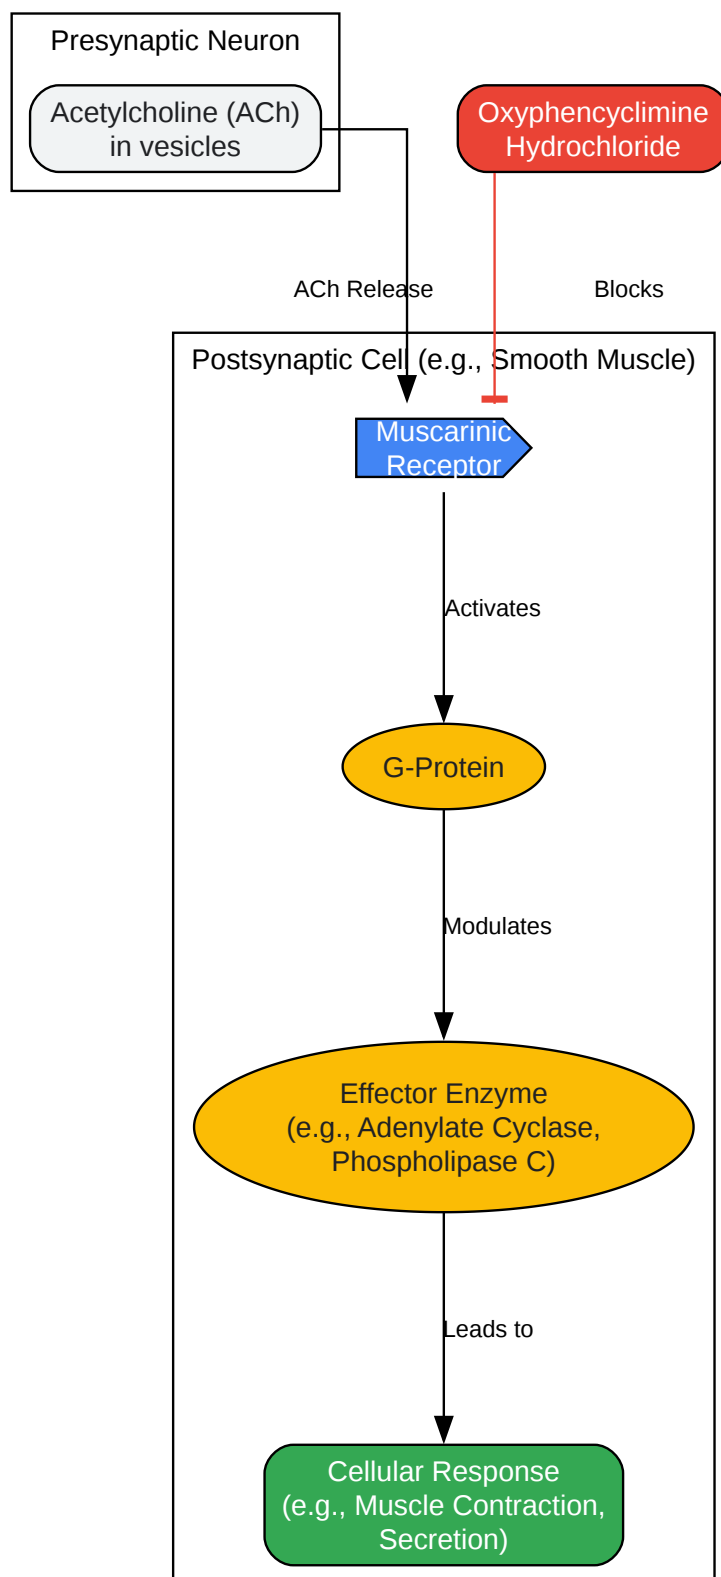 Presynaptic Neuron
Acetylcholine (ACh)
in vesicles
Oxyphencyclimine
Hydrochloride
ACh Release
Blocks
Postsynaptic Cell (e.g., Smooth Muscle)
Muscarinic
Receptor
Activates
G-Protein
Modulates
Effector Enzyme
(e.g., Adenylate Cyclase,
Phospholipase C)
Leads to
Cellular Response
(e.g., Muscle Contraction,
Secretion)